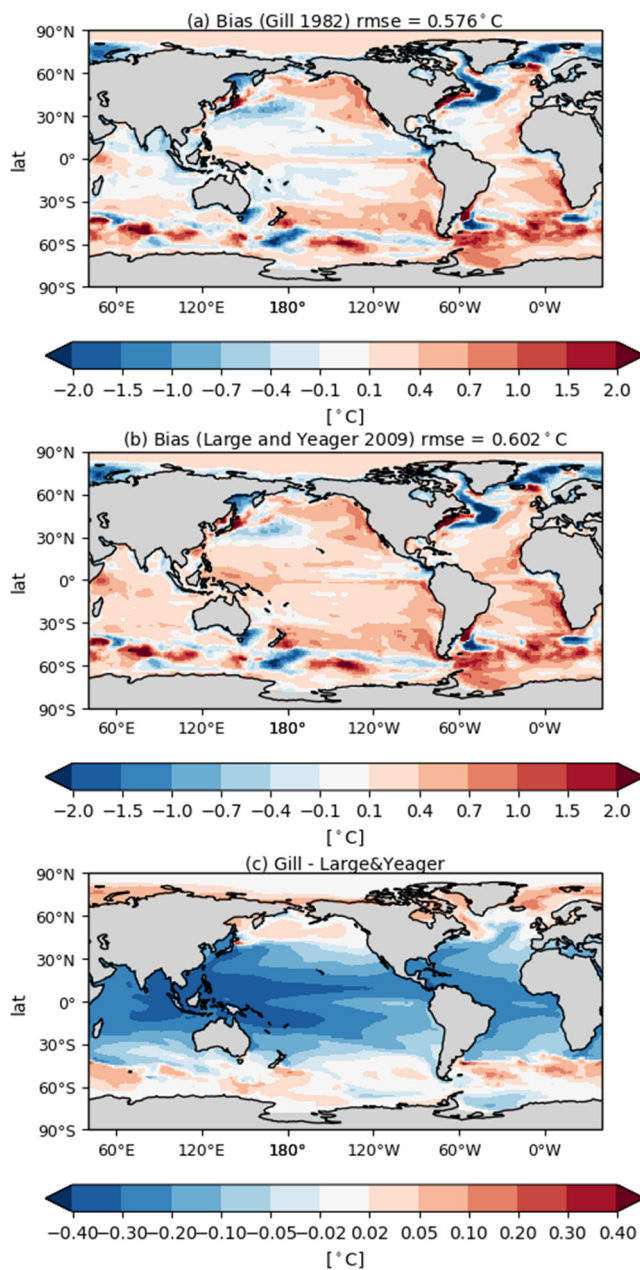 (a) Bias (Gill 1982) rmse = 0.576°C
90°N
60°N
30°N
0°
30°S
60°S
90°S
lat
60°E 120°E 180° 120°W 60°W 0°W
−2.0 −1.5 −1.0 −0.7 −0.4 −0.1 0.1 0.4 0.7 1.0 1.5 2.0
[°C]
(b) Bias (Large and Yeager 2009) rmse = 0.602°C
90°N
60°N
30°N
0°
30°S
60°S
90°S
lat
60°E 120°E 180° 120°W 60°W 0°W
−2.0 −1.5 −1.0 −0.7 −0.4 −0.1 0.1 0.4 0.7 1.0 1.5 2.0
[°C]
(c) Gill - Large&Yeager
90°N
60°N
30°N
0°
30°S
60°S
90°S
lat
60°E 120°E 180° 120°W 60°W 0°W
−0.40 −0.30 −0.20 −0.10 −0.05 −0.02 0.02 0.05 0.10 0.20 0.30 0.40
[°C]